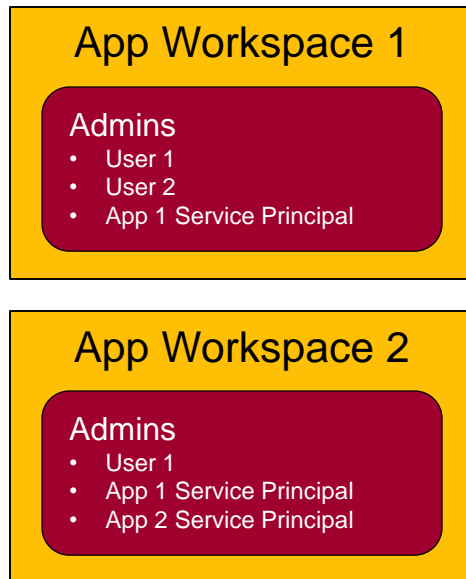 App Workspace 1
Admins
• User 1
• User 2
• App 1 Service Principal
App Workspace 2
Admins
• User 1
• App 1 Service Principal
• App 2 Service Principal